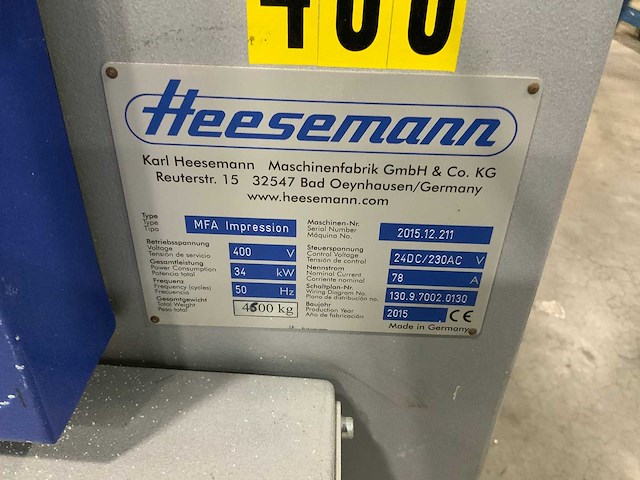 400
Heesemann
Karl Heesemann Maschinenfabrik GmbH & Co. KG
Reuterstr. 15 32547 Bad Oeynhausen/Germany
www.heesemann.com
Type
Type
Tipo
MFA Impression
Maschinen-Nr.
Serial Number
Máquina No.
2015.12.211
Betriebsspannung
Voltage
Tensión de servicio
400 V
Steuerspannung
Control Voltage
Tensión de control
24DC/230AC V
Gesamtleistung
Power Consumption
Potencia total
34 kW
Nennstrom
Nominal Current
Corriente nominal
78 A
Frequenz
Frequency (cycles)
Frecuencia
50 Hz
Schaltplan-Nr.
Wiring Diagram No.
Plano de distribución no.
130.9.7002.0130
Gesamtgewicht
Total Weight
Peso total
kg
Baujahr
Production Year
Año de fabricación
2015
CE
Made in Germany